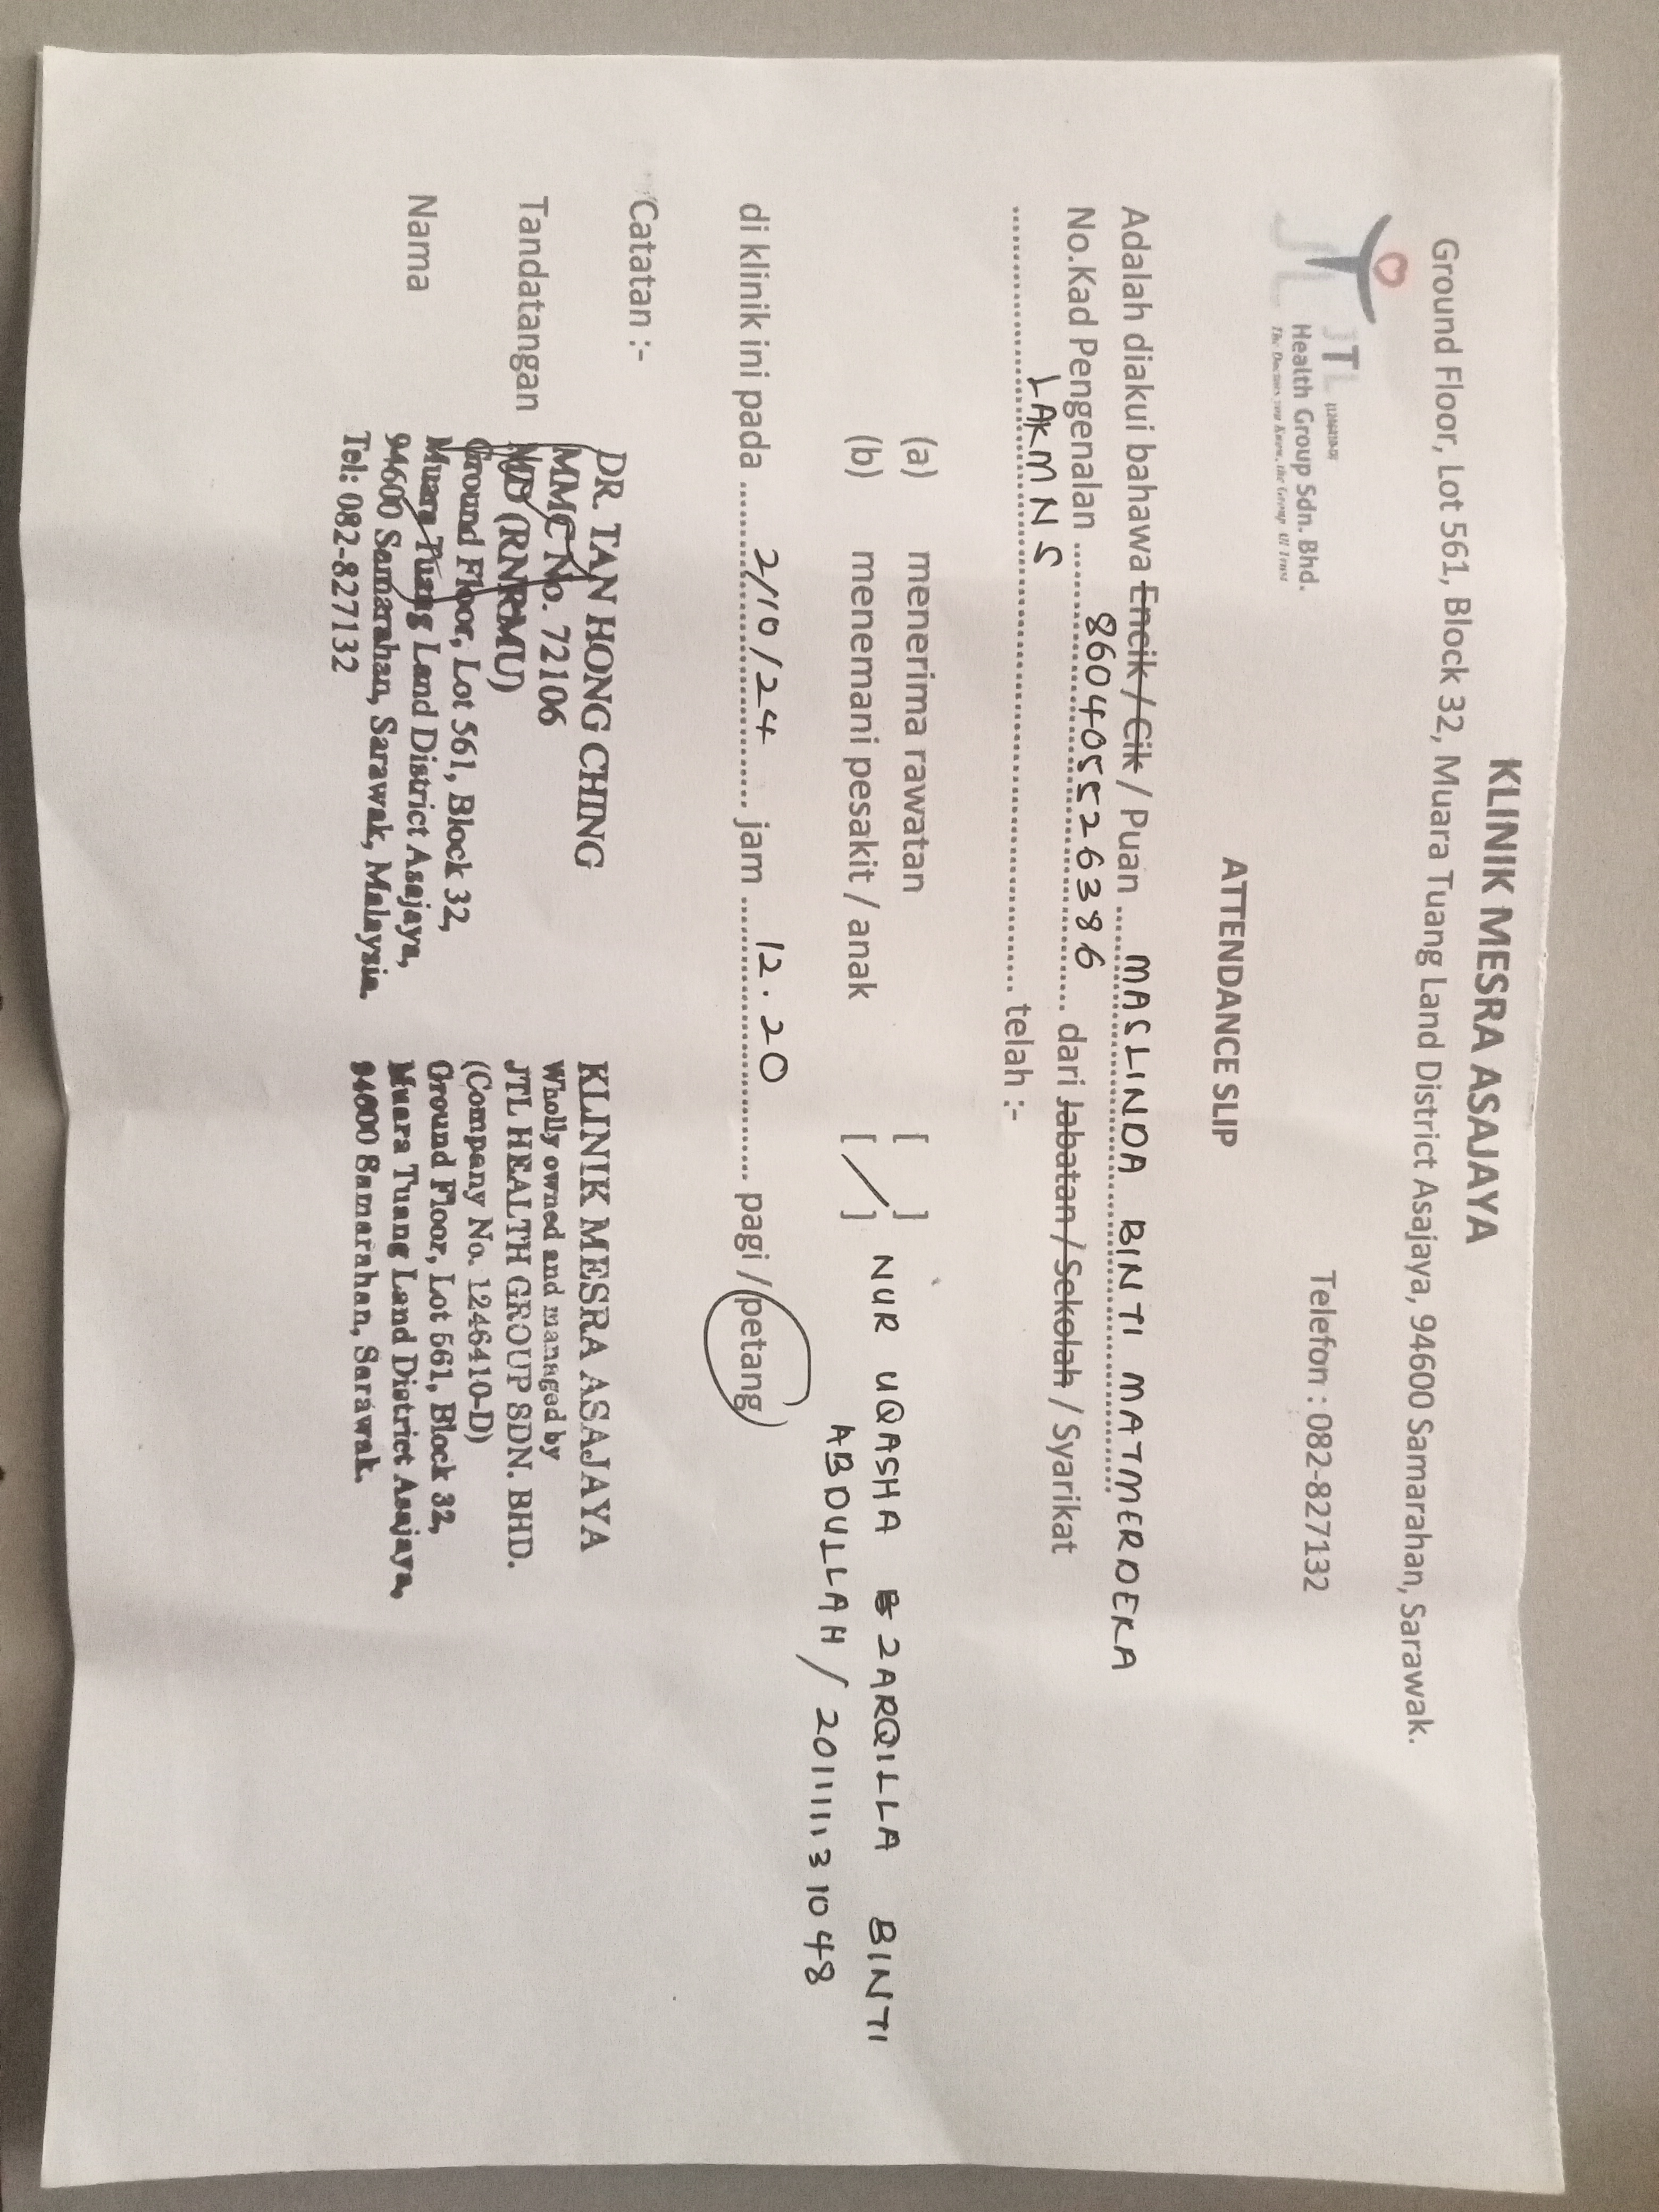 KLINIK MESRA ASAJAYA
Ground Floor, Lot 561, Block 32, Muara Tuang Land District Asajaya, 94600 Samarahan, Sarawak.
JTL (1246410-D)
Health Group Sdn. Bhd.
The Doctors you Know, the Group U Trust
Telefon : 082-827132
ATTENDANCE SLIP
Adalah diakui bahawa Encik / Cik / Puan ..... MASLINDA BINTI MATMERDEKA
No.Kad Pengenalan ..... 860405526386 ..... dari Jabatan / Sekolah / Syarikat
..... LAKMNS ..... telah :-
(a) menerima rawatan [ ]
(b) menemani pesakit / anak [ / ] NUR UQASHA ZARQILLA BINTI
ABDULLAH / 201111131048
di klinik ini pada ..... 2/10/24 ..... jam ..... 12.20 ..... pagi / petang
Catatan :-
Tandatangan
Nama
DR. TAN HONG CHING
MMC No. 72106
MD (RNRMU)
Ground Floor, Lot 561, Block 32,
Muara Tuang Land District Asajaya,
94600 Samarahan, Sarawak, Malaysia.
Tel: 082-827132
KLINIK MESRA ASAJAYA
Wholly owned and managed by
JTL HEALTH GROUP SDN. BHD.
(Company No. 1246410-D)
Ground Floor, Lot 561, Block 32,
Muara Tuang Land District Asajaya,
94600 Samarahan, Sarawak.